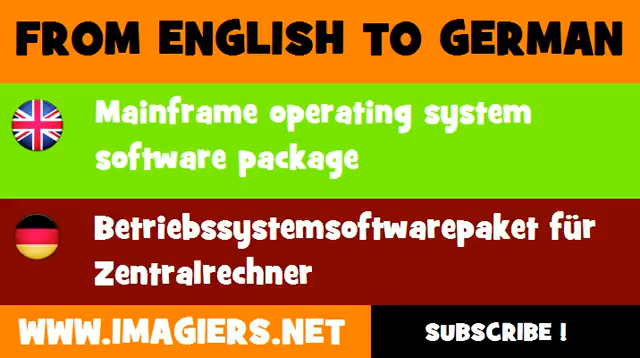 FROM ENGLISH TO GERMAN
Mainframe operating system
software package
Betriebssystemsoftwarepaket für
Zentralrechner
WWW.IMAGIERS.NET
SUBSCRIBE !